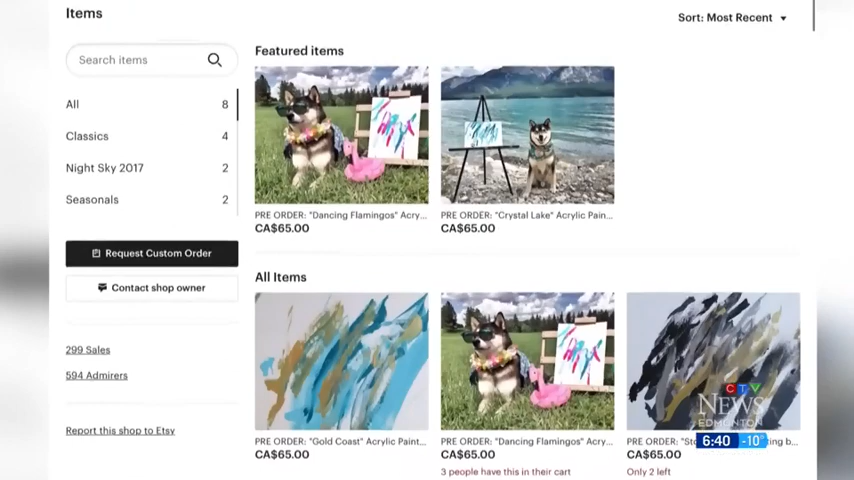 Items
Sort: Most Recent
Search items
All 8
Classics 4
Night Sky 2017 2
Seasonals 2
Request Custom Order
Contact shop owner
299 Sales
594 Admirers
Report this shop to Etsy
Featured items
PRE ORDER: "Dancing Flamingos" Acry...
CA$65.00
PRE ORDER: "Crystal Lake" Acrylic Pain...
CA$65.00
All Items
PRE ORDER: "Gold Coast" Acrylic Paint...
CA$65.00
PRE ORDER: "Dancing Flamingos" Acry...
CA$65.00
3 people have this in their cart
PRE ORDER:
CA$65.00
Only 2 left
CTV
NEWS
EDMONTON
6:40 -10°